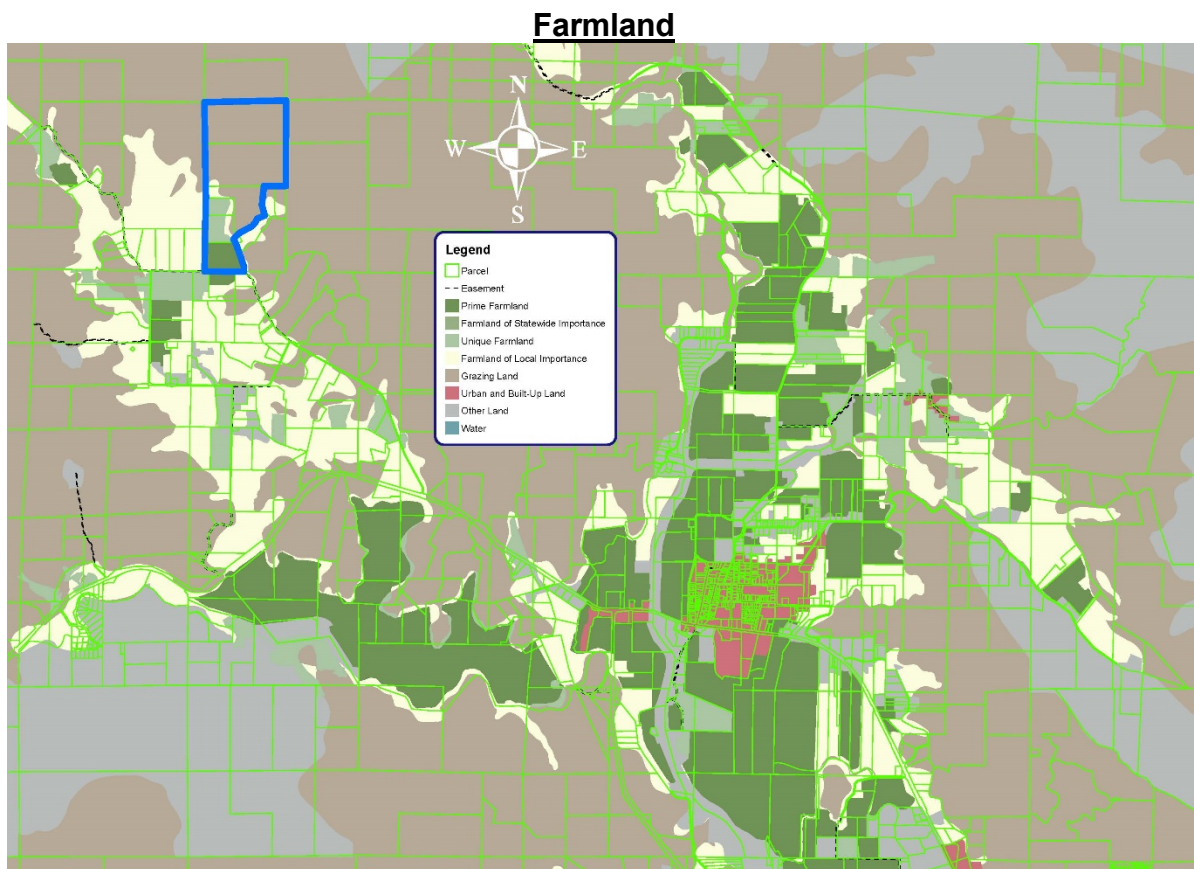 Farmland
N
W E
S
Legend
Parcel
Easement
Prime Farmland
Farmland of Statewide Importance
Unique Farmland
Farmland of Local Importance
Grazing Land
Urban and Built-Up Land
Other Land
Water